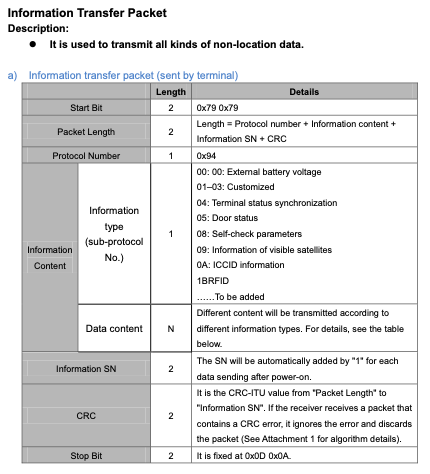 Information Transfer Packet
Description:
● It is used to transmit all kinds of non-location data.
a) Information transfer packet (sent by terminal)
Length Details
Start Bit 2 0x79 0x79
Packet Length 2 Length = Protocol number + Information content +
Information SN + CRC
Protocol Number 1 0x94
Information
Content
Information
type
(sub-protocol
No.)
1
00: 00: External battery voltage
01–03: Customized
04: Terminal status synchronization
05: Door status
08: Self-check parameters
09: Information of visible satellites
0A: ICCID information
1BRFID
......To be added
Data content N
Different content will be transmitted according to
different information types. For details, see the table
below.
Information SN 2
The SN will be automatically added by "1" for each
data sending after power-on.
CRC 2
It is the CRC-ITU value from "Packet Length" to
"Information SN". If the receiver receives a packet that
contains a CRC error, it ignores the error and discards
the packet (See Attachment 1 for algorithm details).
Stop Bit 2 It is fixed at 0x0D 0x0A.